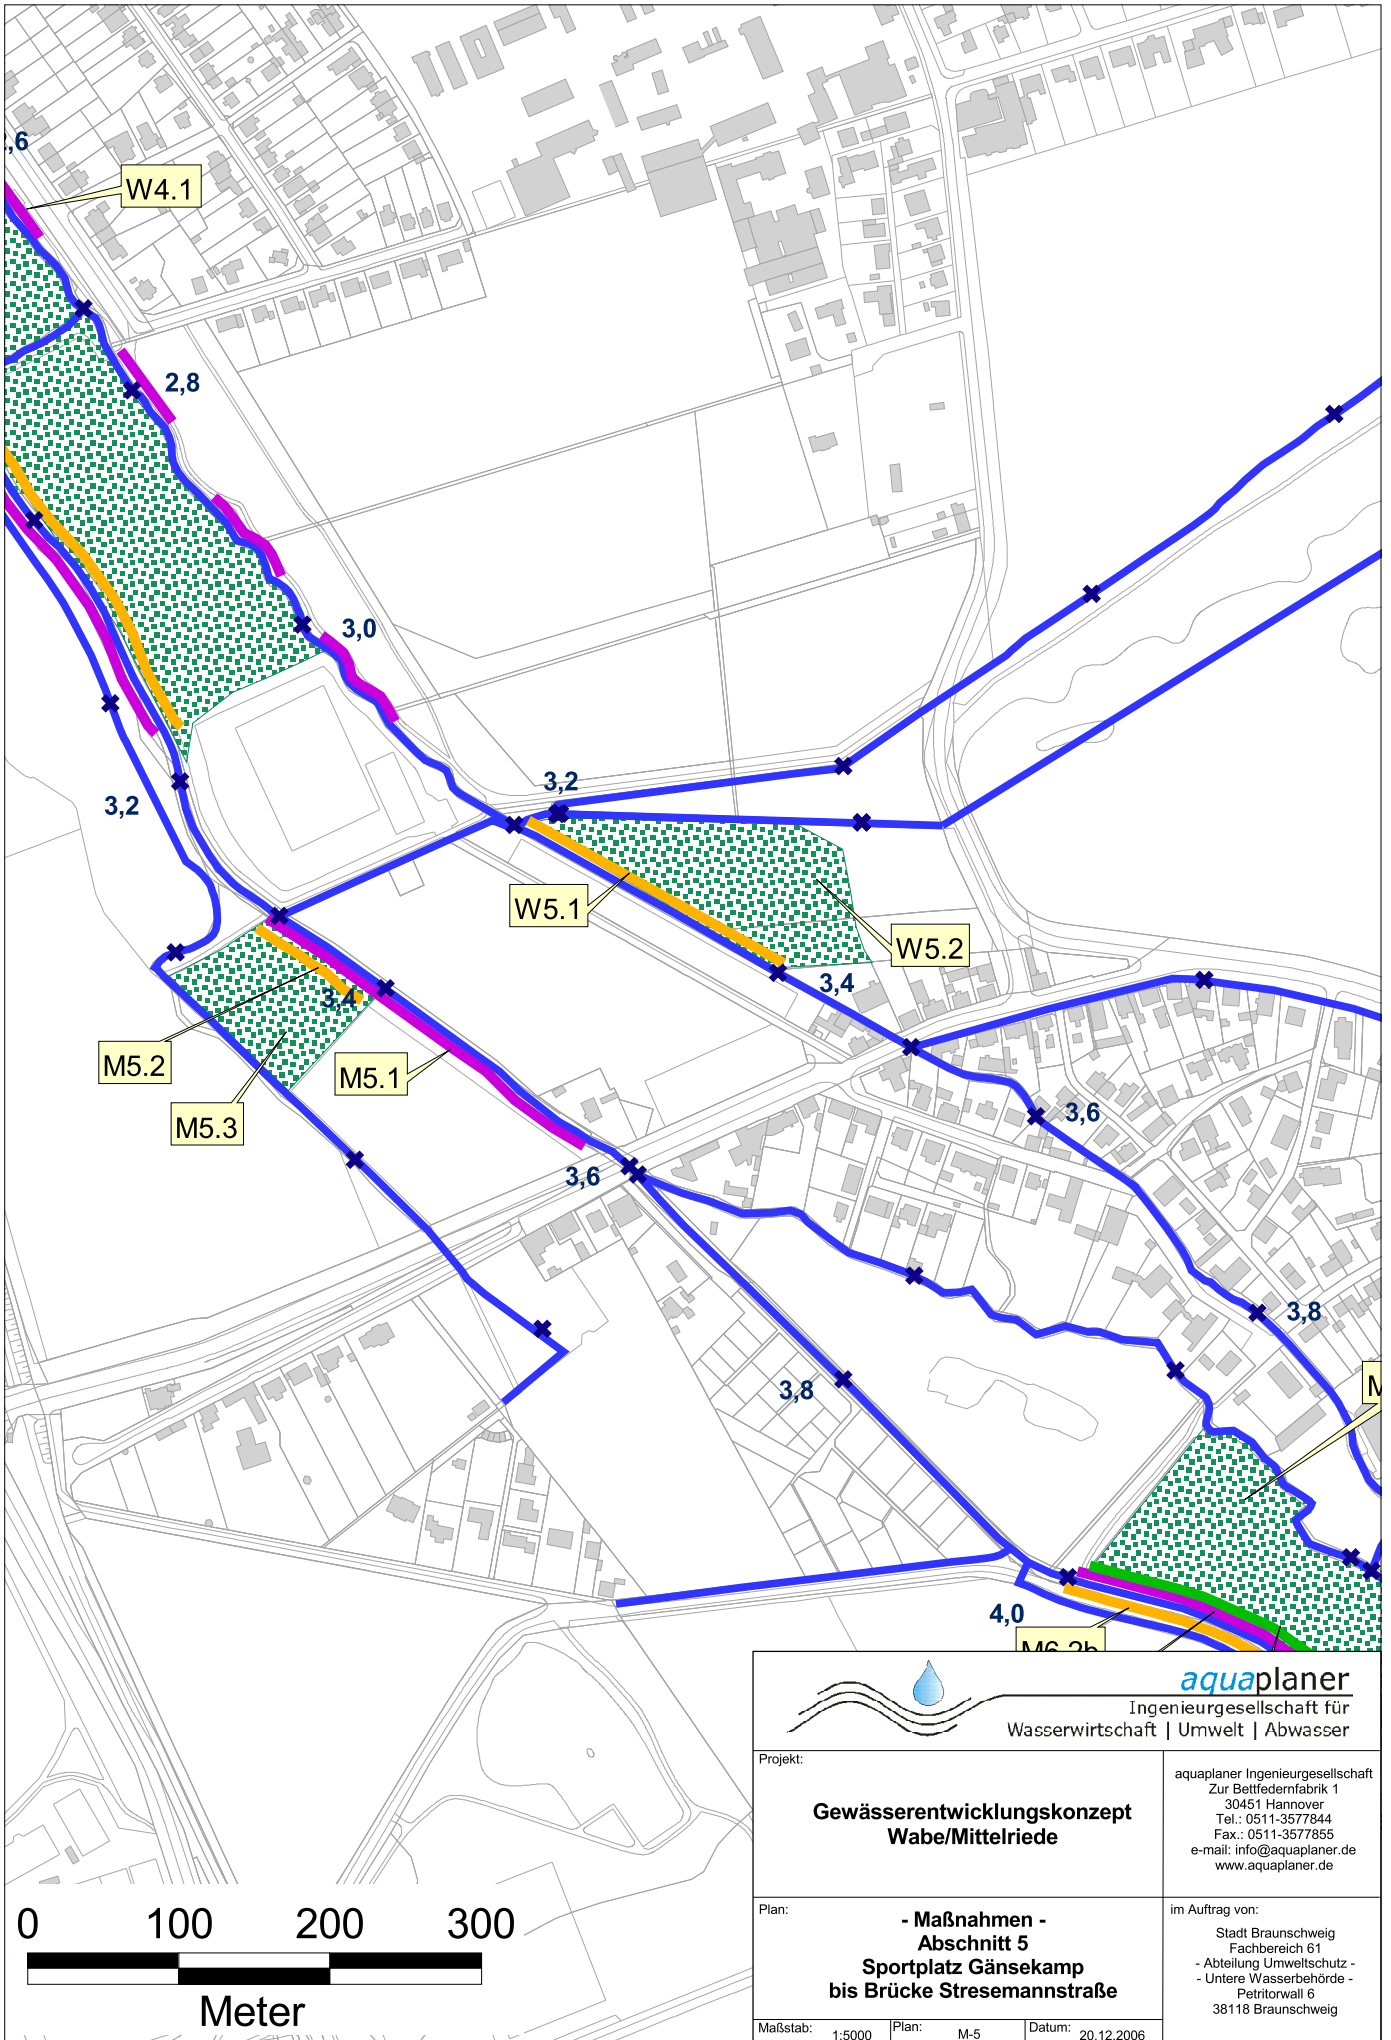 ,6
W4.1
2,8
3,0
3,2
3,2
W5.1
W5.2
3,4
3,4
M5.2
M5.1
M5.3
3,6
3,6
3,8
3,8
M
4,0
M6.2b
aquaplaner
Ingenieurgesellschaft für
Wasserwirtschaft | Umwelt | Abwasser
Projekt:
Gewässerentwicklungskonzept
Wabe/Mittelriede
aquaplaner Ingenieurgesellschaft
Zur Bettfedernfabrik 1
30451 Hannover
Tel.: 0511-3577844
Fax.: 0511-3577855
e-mail: info@aquaplaner.de
www.aquaplaner.de
Plan:
- Maßnahmen -
Abschnitt 5
Sportplatz Gänsekamp
bis Brücke Stresemannstraße
im Auftrag von:
Stadt Braunschweig
Fachbereich 61
- Abteilung Umweltschutz -
- Untere Wasserbehörde -
Petritorwall 6
38118 Braunschweig
Maßstab: 1:5000
Plan: M-5
Datum: 20.12.2006
0 100 200 300
Meter